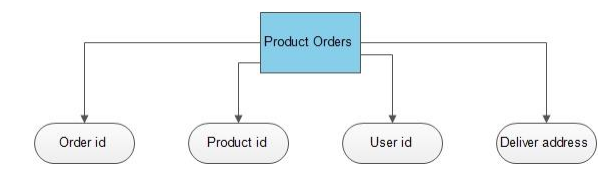 Product Orders
Order id
Product id
User id
Deliver address